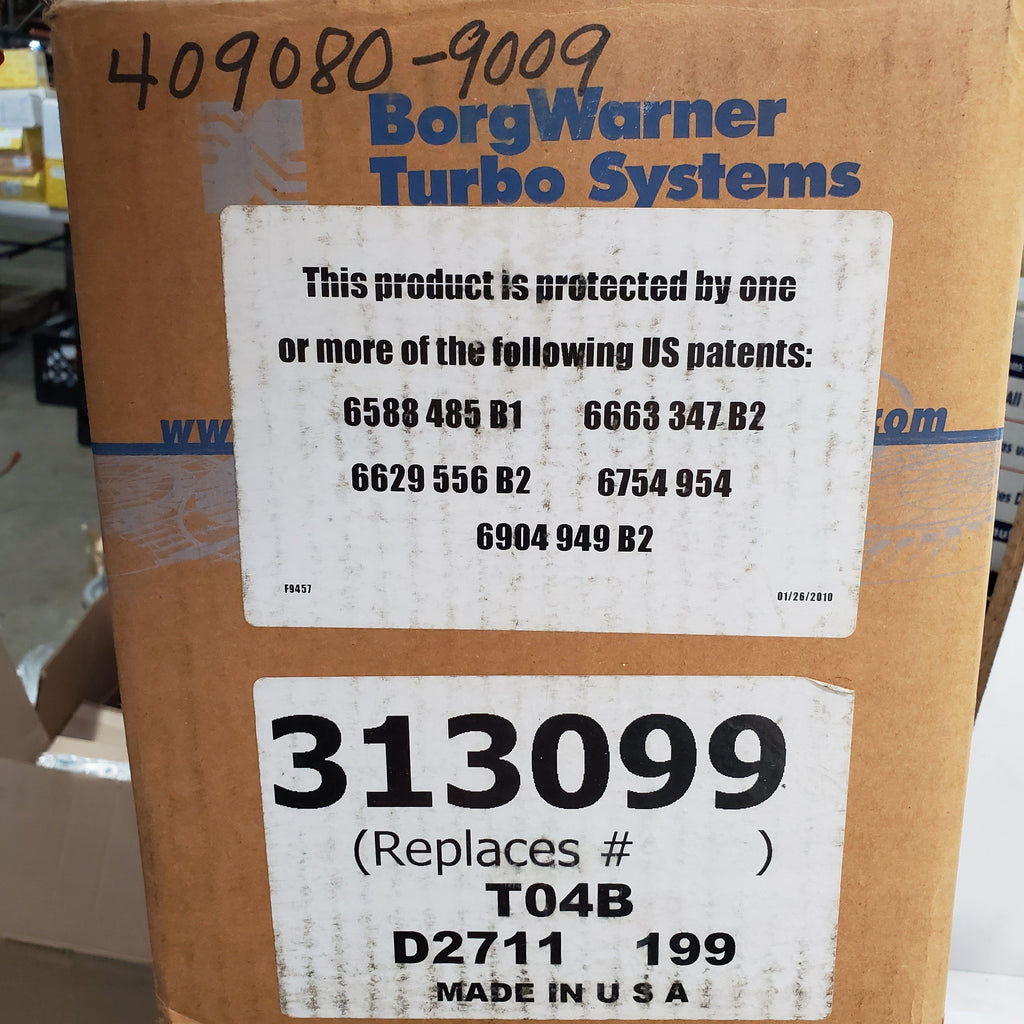 409080-9009
BorgWarner
Turbo Systems
This product is protected by one
or more of the following US patents:
6588 485 B1 6663 347 B2
www .com
6629 556 B2 6754 954
6904 949 B2
F9457 01/26/2010
313099
(Replaces # )
T04B
D2711 199
MADE IN U S A